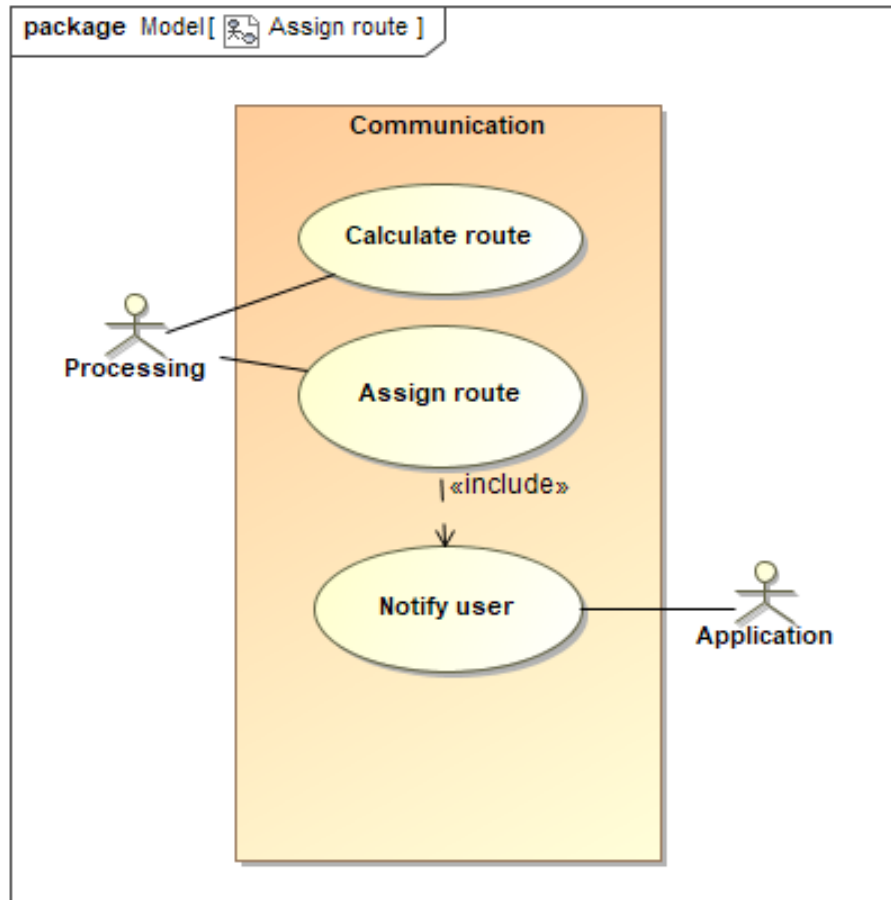 package Model[ Assign route ]
Communication
Calculate route
Processing
Assign route
«include»
Notify user
Application